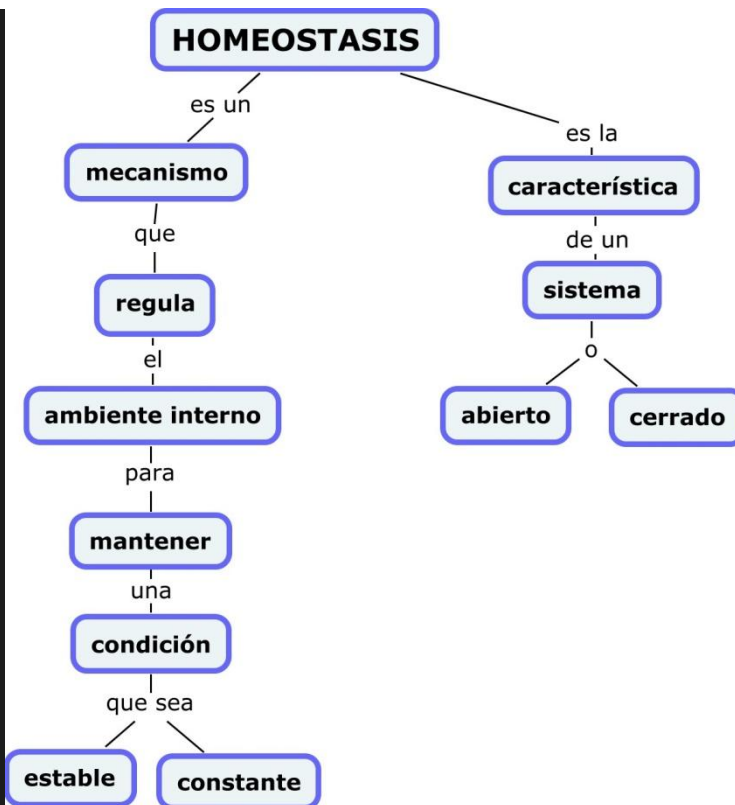 HOMEOSTASIS
es un
mecanismo
que
regula
el
ambiente interno
para
mantener
una
condición
que sea
estable
constante
es la
característíca
de un
sistema
o
abierto
cerrado